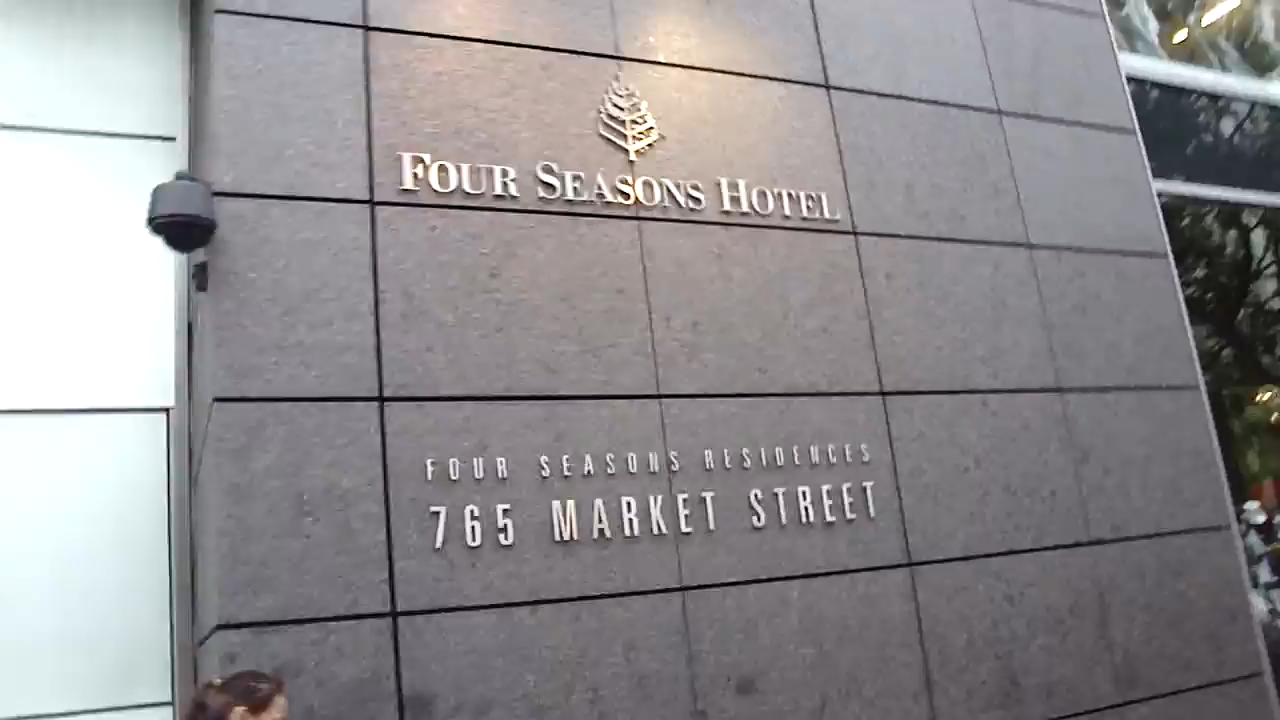 FOUR SEASONS HOTEL
FOUR SEASONS RESIDENCES
765 MARKET STREET